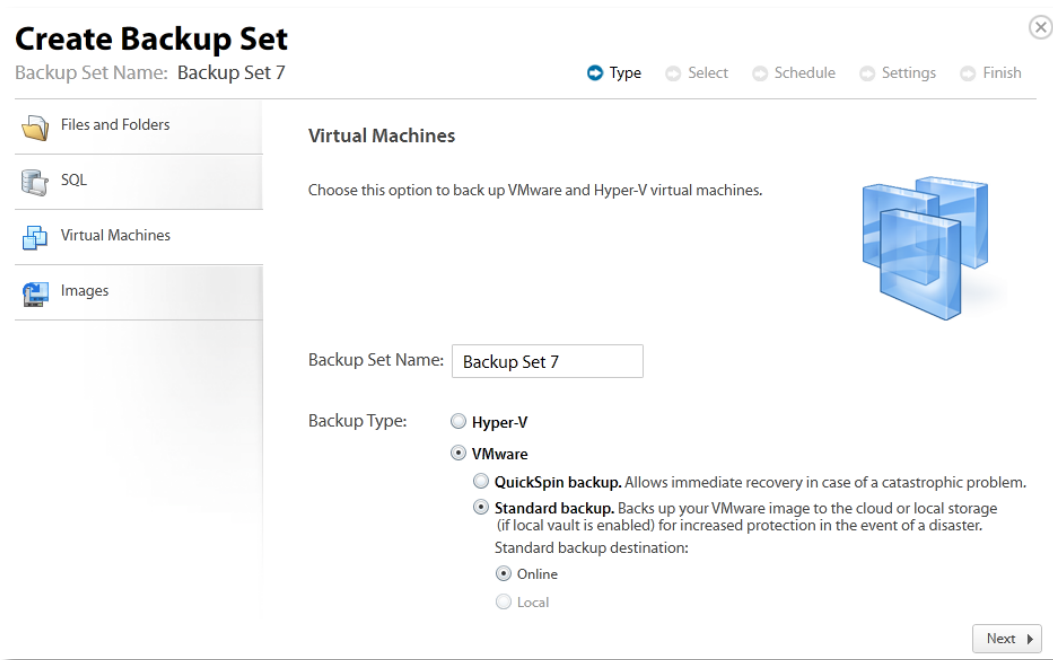 Create Backup Set
Backup Set Name: Backup Set 7
Type Select Schedule Settings Finish
Files and Folders
SQL
Virtual Machines
Images
Virtual Machines
Choose this option to back up VMware and Hyper-V virtual machines.
Backup Set Name: Backup Set 7
Backup Type: Hyper-V
VMware
QuickSpin backup. Allows immediate recovery in case of a catastrophic problem.
Standard backup. Backs up your VMware image to the cloud or local storage
(if local vault is enabled) for increased protection in the event of a disaster.
Standard backup destination:
Online
Local
Next